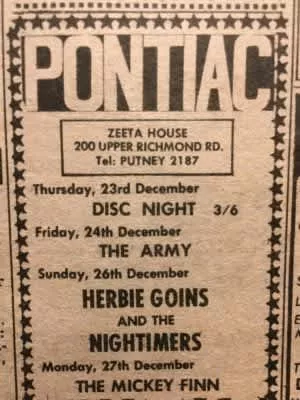 PONTIAC
ZEETA HOUSE
200 UPPER RICHMOND RD.
Tel: PUTNEY 2187
Thursday, 23rd December
DISC NIGHT 3/6
Friday, 24th December
THE ARMY
Sunday, 26th December
HERBIE GOINS
AND THE
NIGHTIMERS
Monday, 27th December
THE MICKEY FINN